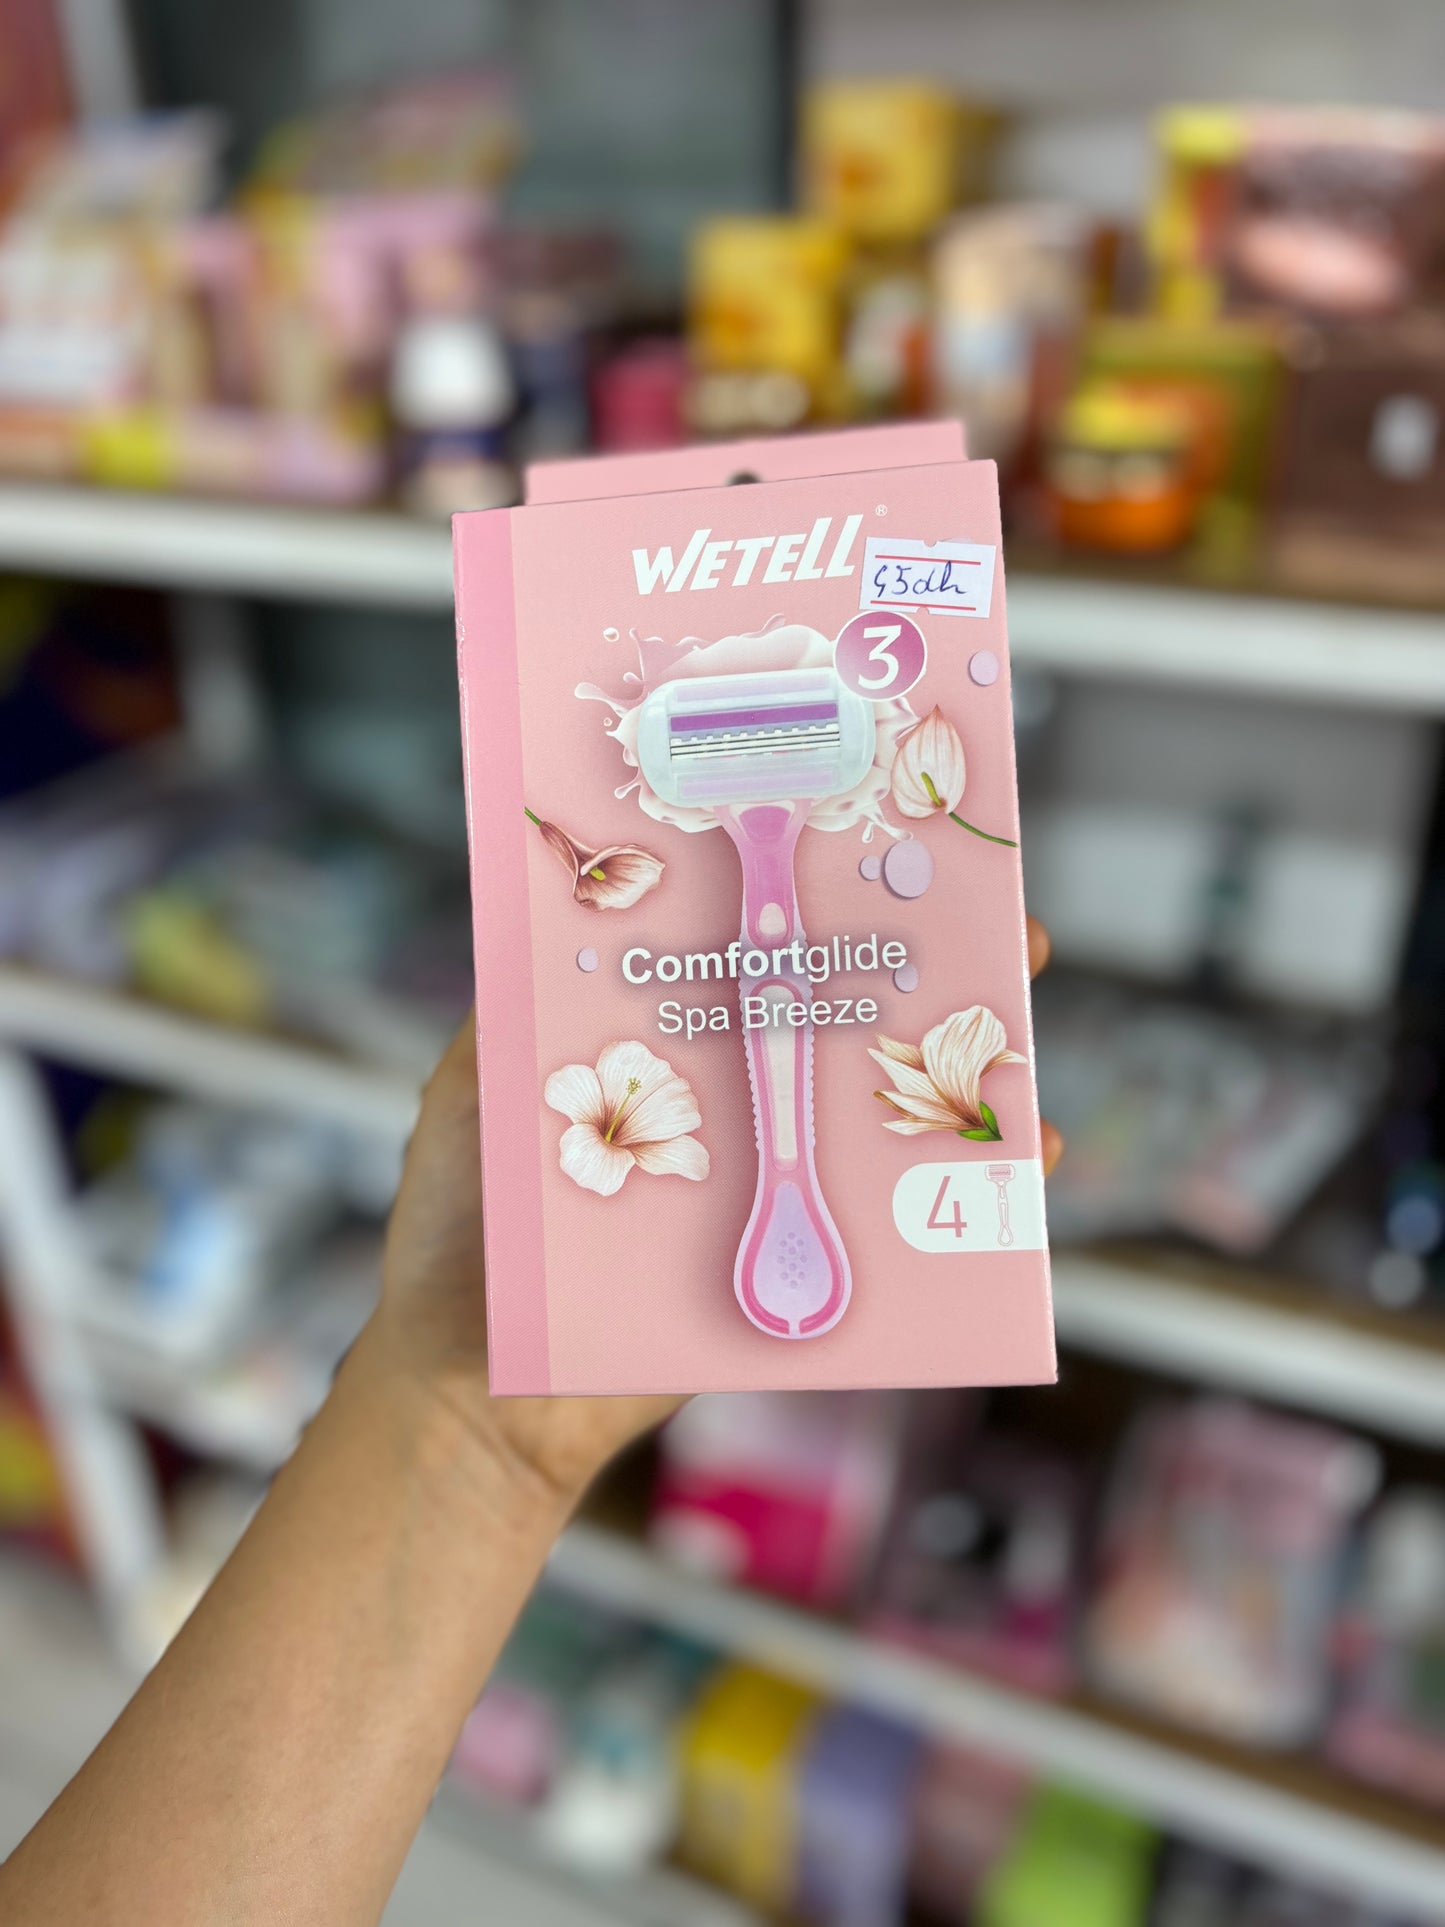 WETELL®
45dh
3
Comfortglide
Spa Breeze
4